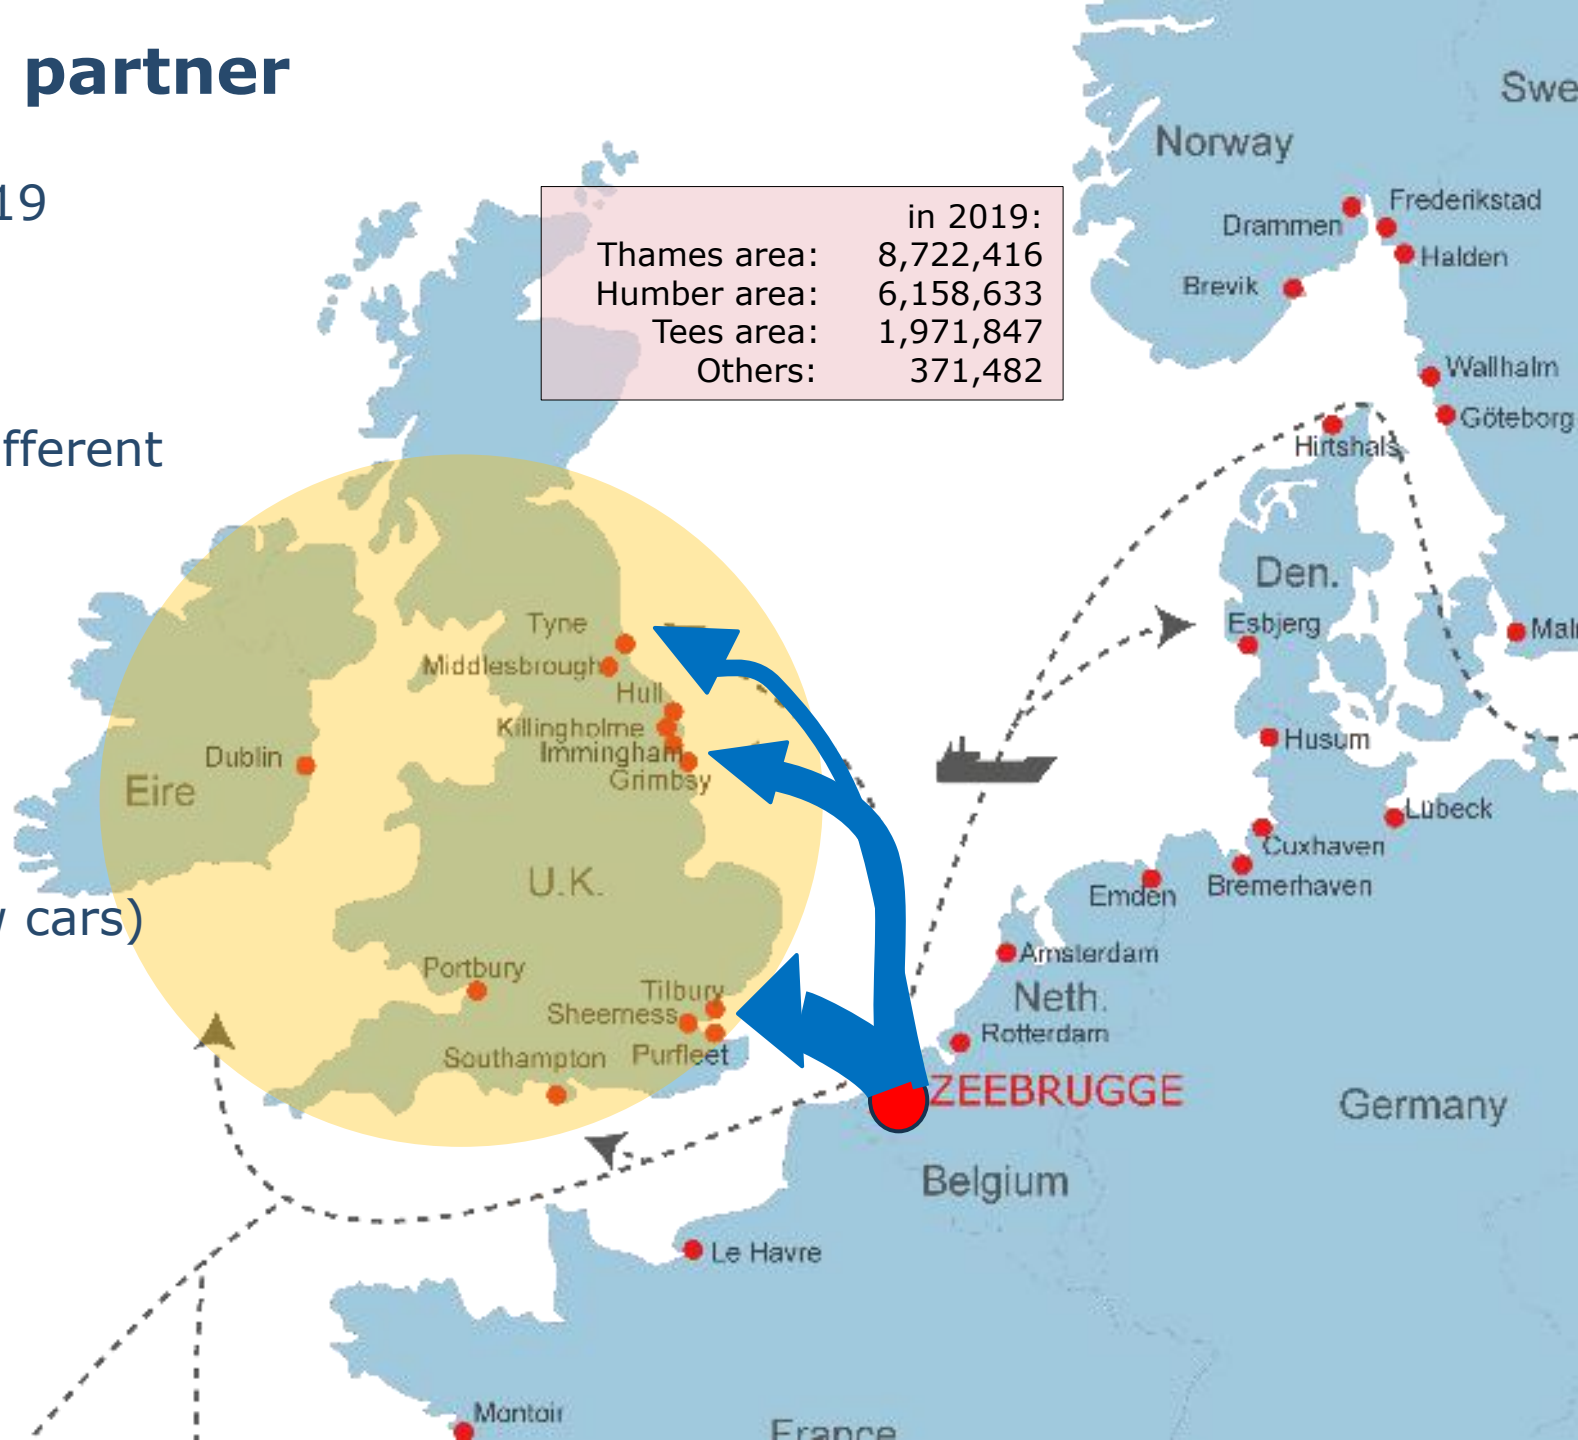 partner
19
fferent
cars)
in 2019:
Thames area: 8,722,416
Humber area: 6,158,633
Tees area: 1,971,847
Others: 371,482
Swe
Norway
Frederikstad
Drammen
Halden
Brevik
Wallhalm
Göteborg
Hirtshals
Den.
Esbjerg
Malı
Husum
Lubeck
Cuxhaven
Bremerhaven
Emden
Amsterdam
Neth.
Rotterdam
ZEEBRUGGE
Germany
Belgium
Le Havre
Montoir
France
Tyne
Middlesbrough
Hull
Killingholme
Immingham
Grimbsy
Dublin
Eire
U.K.
Portbury
Tilbury
Sheerness
Purfleet
Southampton